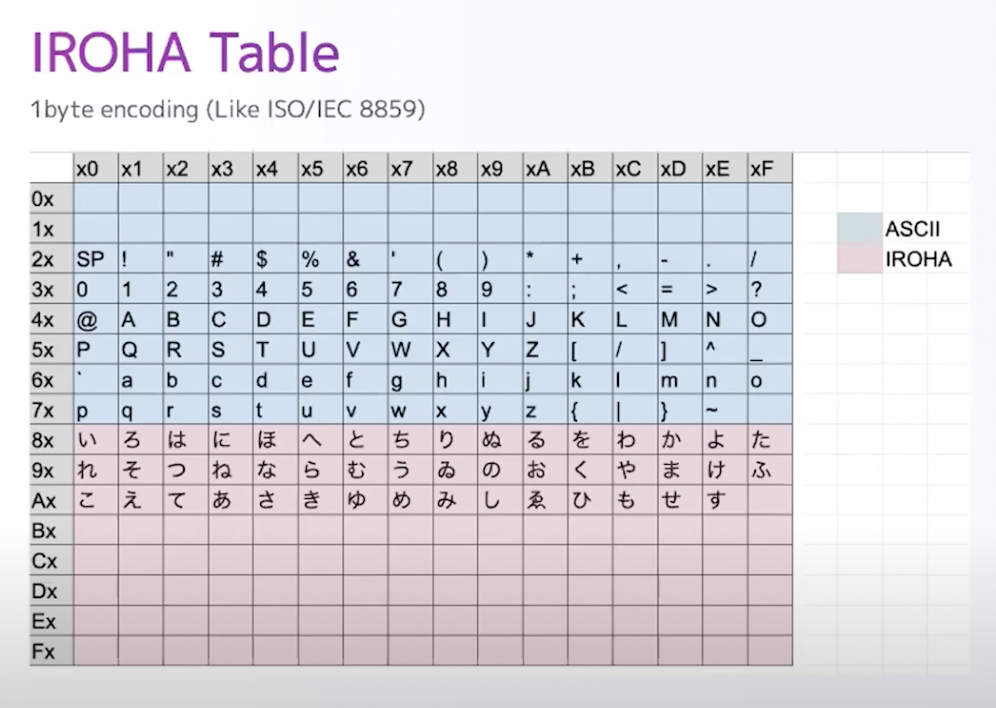 IROHA Table
1byte encoding (Like ISO/IEC 8859)
x0 x1 x2 x3 x4 x5 x6 x7 x8 x9 xA xB xC xD xE xF
0x
1x
2x SP ! " # $ % & ' ( ) * + , - . /
3x 0 1 2 3 4 5 6 7 8 9 : ; < = > ?
4x @ A B C D E F G H I J K L M N O
5x P Q R S T U V W X Y Z [ / ] ^ _
6x ` a b c d e f g h i j k l m n o
7x p q r s t u v w x y z { | } ~
8x い ろ は に ほ へ と ち り ぬ る を わ か よ た
9x れ そ つ ね な ら む う ゐ の お く や ま け ふ
Ax こ え て あ さ き ゆ め み し ゑ ひ も せ す
Bx
Cx
Dx
Ex
Fx
ASCII
IROHA